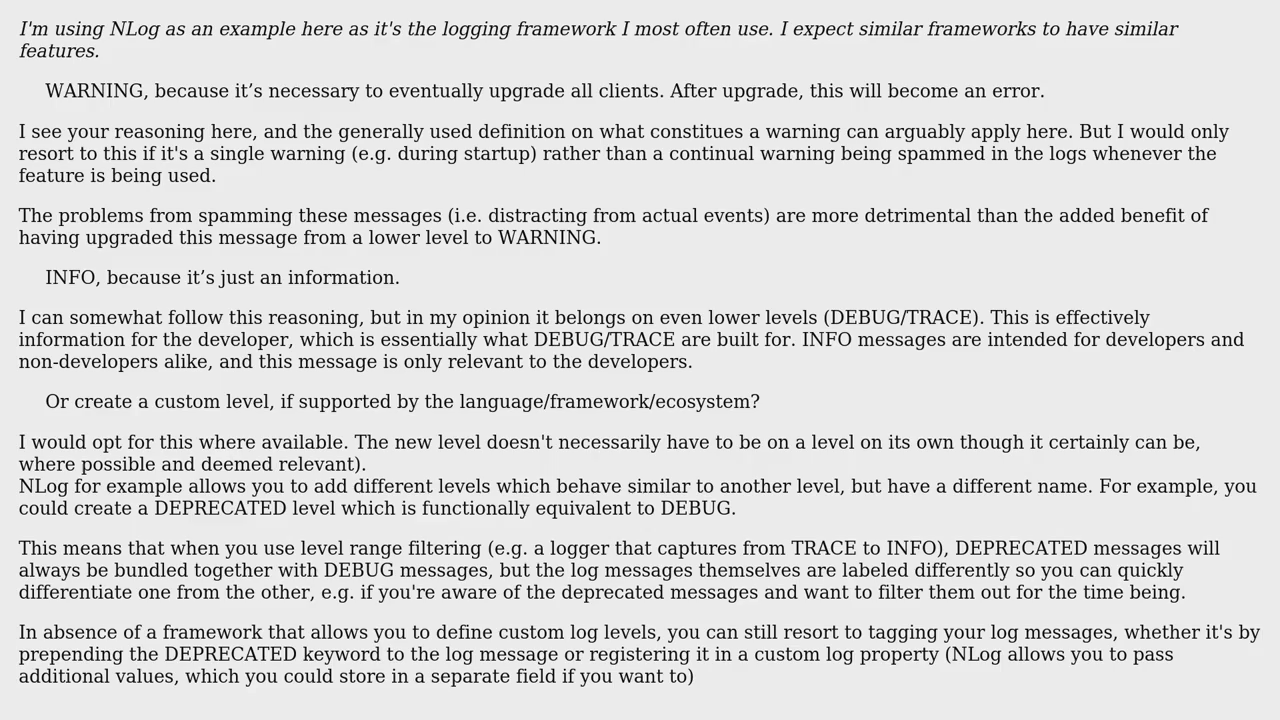 I'm using NLog as an example here as it's the logging framework I most often use. I expect similar frameworks to have similar
features.
WARNING, because it’s necessary to eventually upgrade all clients. After upgrade, this will become an error.
I see your reasoning here, and the generally used definition on what constitues a warning can arguably apply here. But I would only
resort to this if it's a single warning (e.g. during startup) rather than a continual warning being spammed in the logs whenever the
feature is being used.
The problems from spamming these messages (i.e. distracting from actual events) are more detrimental than the added benefit of
having upgraded this message from a lower level to WARNING.
INFO, because it’s just an information.
I can somewhat follow this reasoning, but in my opinion it belongs on even lower levels (DEBUG/TRACE). This is effectively
information for the developer, which is essentially what DEBUG/TRACE are built for. INFO messages are intended for developers and
non-developers alike, and this message is only relevant to the developers.
Or create a custom level, if supported by the language/framework/ecosystem?
I would opt for this where available. The new level doesn't necessarily have to be on a level on its own though it certainly can be,
where possible and deemed relevant).
NLog for example allows you to add different levels which behave similar to another level, but have a different name. For example, you
could create a DEPRECATED level which is functionally equivalent to DEBUG.
This means that when you use level range filtering (e.g. a logger that captures from TRACE to INFO), DEPRECATED messages will
always be bundled together with DEBUG messages, but the log messages themselves are labeled differently so you can quickly
differentiate one from the other, e.g. if you're aware of the deprecated messages and want to filter them out for the time being.
In absence of a framework that allows you to define custom log levels, you can still resort to tagging your log messages, whether it's by
prepending the DEPRECATED keyword to the log message or registering it in a custom log property (NLog allows you to pass
additional values, which you could store in a separate field if you want to)